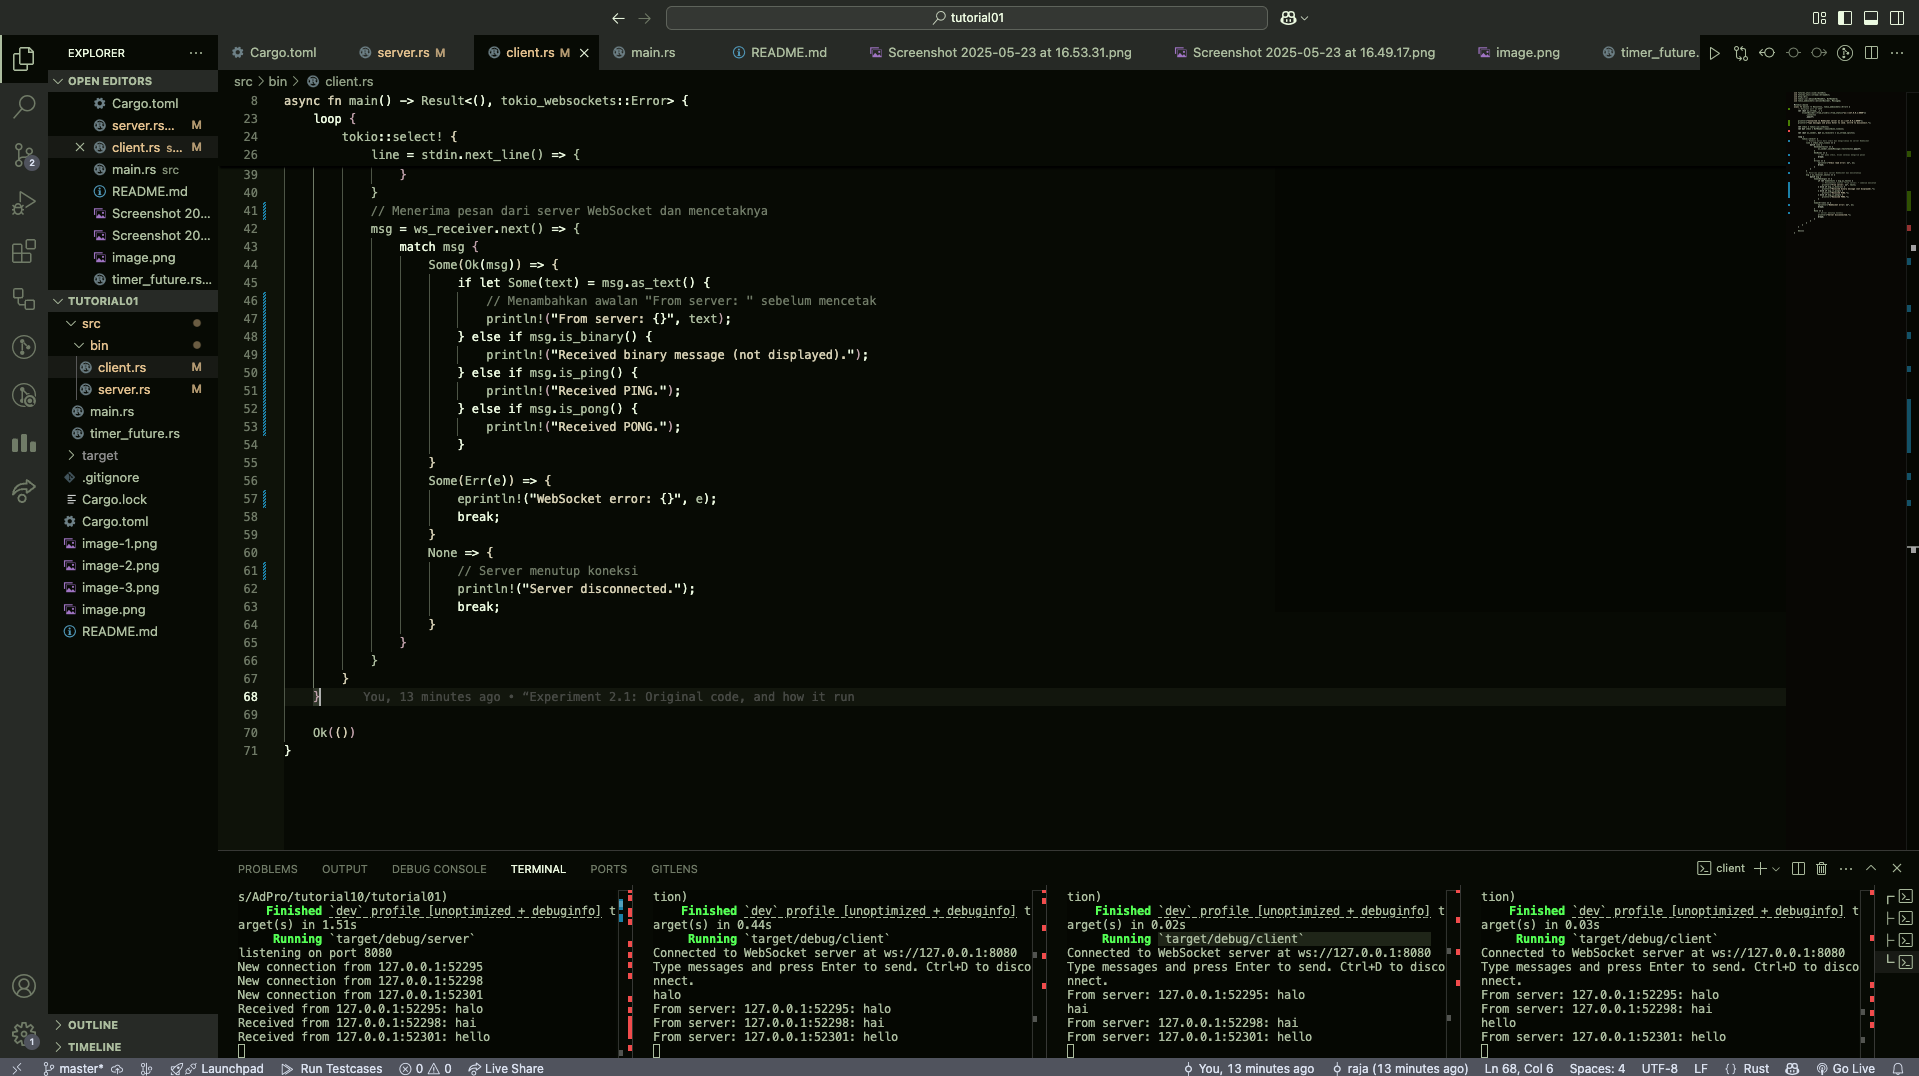 tutorial01
EXPLORER
OPEN EDITORS
Cargo.toml
server.rs... M
client.rs s... M
main.rs src
README.md
Screenshot 20...
Screenshot 20...
image.png
timer_future.rs...
TUTORIAL01
src
bin
client.rs M
server.rs M
main.rs
timer_future.rs
target
.gitignore
Cargo.lock
Cargo.toml
image-1.png
image-2.png
image-3.png
image.png
README.md
OUTLINE
TIMELINE
2
1
Cargo.toml server.rs M client.rs M main.rs README.md Screenshot 2025-05-23 at 16.53.31.png Screenshot 2025-05-23 at 16.49.17.png image.png timer_future.
src > bin > client.rs
8 async fn main() -> Result<(), tokio_websockets::Error> {
23 loop {
24 tokio::select! {
26 line = stdin.next_line() => {
39 }
40 }
41 // Menerima pesan dari server WebSocket dan mencetaknya
42 msg = ws_receiver.next() => {
43 match msg {
44 Some(Ok(msg)) => {
45 if let Some(text) = msg.as_text() {
46 // Menambahkan awalan "From server: " sebelum mencetak
47 println!("From server: {}", text);
48 } else if msg.is_binary() {
49 println!("Received binary message (not displayed).");
50 } else if msg.is_ping() {
51 println!("Received PING.");
52 } else if msg.is_pong() {
53 println!("Received PONG.");
54 }
55 }
56 Some(Err(e)) => {
57 eprintln!("WebSocket error: {}", e);
58 break;
59 }
60 None => {
61 // Server menutup koneksi
62 println!("Server disconnected.");
63 break;
64 }
65 }
66 }
67 }
68 } You, 13 minutes ago • "Experiment 2.1: Original code, and how it run
69
70 Ok(())
71 }
PROBLEMS OUTPUT DEBUG CONSOLE TERMINAL PORTS GITLENS
client
s/AdPro/tutorial10/tutorial01)
Finished `dev` profile [unoptimized + debuginfo] t
arget(s) in 1.51s
Running `target/debug/server`
listening on port 8080
New connection from 127.0.0.1:52295
New connection from 127.0.0.1:52298
New connection from 127.0.0.1:52301
Received from 127.0.0.1:52295: halo
Received from 127.0.0.1:52298: hai
Received from 127.0.0.1:52301: hello
tion)
Finished `dev` profile [unoptimized + debuginfo] t
arget(s) in 0.44s
Running `target/debug/client`
Connected to WebSocket server at ws://127.0.0.1:8080
Type messages and press Enter to send. Ctrl+D to disco
nnect.
halo
From server: 127.0.0.1:52295: halo
From server: 127.0.0.1:52298: hai
From server: 127.0.0.1:52301: hello
tion)
Finished `dev` profile [unoptimized + debuginfo] t
arget(s) in 0.02s
Running `target/debug/client`
Connected to WebSocket server at ws://127.0.0.1:8080
Type messages and press Enter to send. Ctrl+D to disco
nnect.
From server: 127.0.0.1:52295: halo
hai
From server: 127.0.0.1:52298: hai
From server: 127.0.0.1:52301: hello
tion)
Finished `dev` profile [unoptimized + debuginfo] t
arget(s) in 0.03s
Running `target/debug/client`
Connected to WebSocket server at ws://127.0.0.1:8080
Type messages and press Enter to send. Ctrl+D to disco
nnect.
From server: 127.0.0.1:52295: halo
From server: 127.0.0.1:52298: hai
hello
From server: 127.0.0.1:52301: hello
master* Launchpad Run Testcases 0 0 Live Share You, 13 minutes ago raja (13 minutes ago) Ln 68, Col 6 Spaces: 4 UTF-8 LF {} Rust Go Live